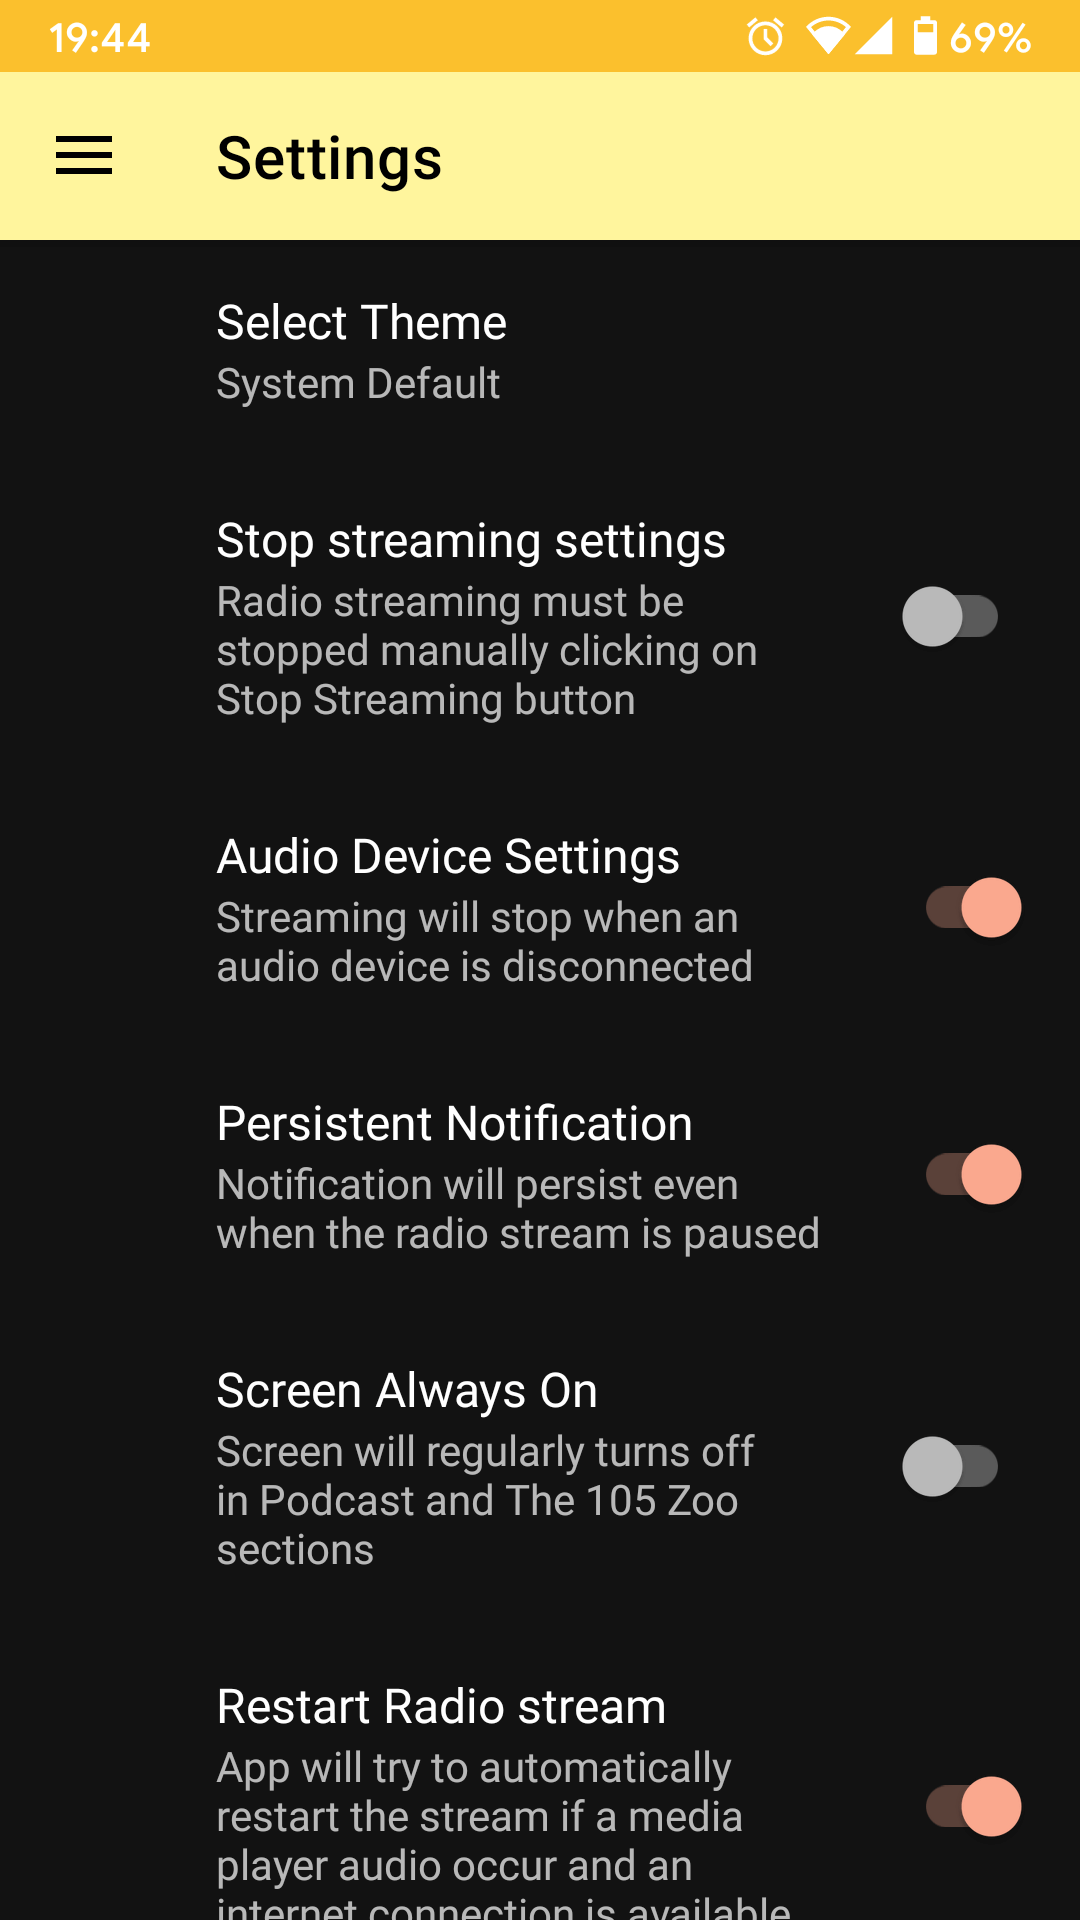 19:44
69%
Settings
Select Theme
System Default
Stop streaming settings
Radio streaming must be
stopped manually clicking on
Stop Streaming button
Audio Device Settings
Streaming will stop when an
audio device is disconnected
Persistent Notification
Notification will persist even
when the radio stream is paused
Screen Always On
Screen will regularly turns off
in Podcast and The 105 Zoo
sections
Restart Radio stream
App will try to automatically
restart the stream if a media
player audio occur and an
internet connection is available